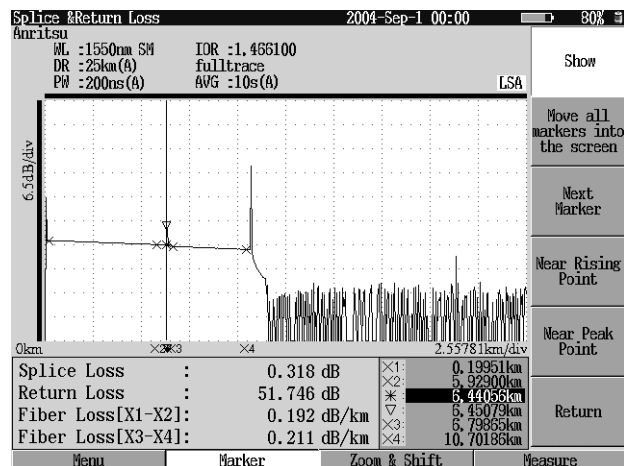 Splice &Return Loss 2004-Sep-1 00:00 80%
Anritsu
WL :1550nm SM IOR :1.466100
DR :25km(A) fulltrace
PW :200ns(A) AVG :10s(A) LSA
Show
Move all
markers into
the screen
Next
Marker
Near Rising
Point
Near Peak
Point
Return
6.5dB/div
0km ×4 2.55781km/div
Splice Loss : 0.318 dB
Return Loss : 51.746 dB
Fiber Loss[X1-X2]: 0.192 dB/km
Fiber Loss[X3-X4]: 0.211 dB/km
×1: 0.19951km
×2: 5.92900km
* : 6.44056km
▽ : 6.45079km
×3: 6.79865km
×4: 10.70186km
Menu Marker Zoom & Shift Measure